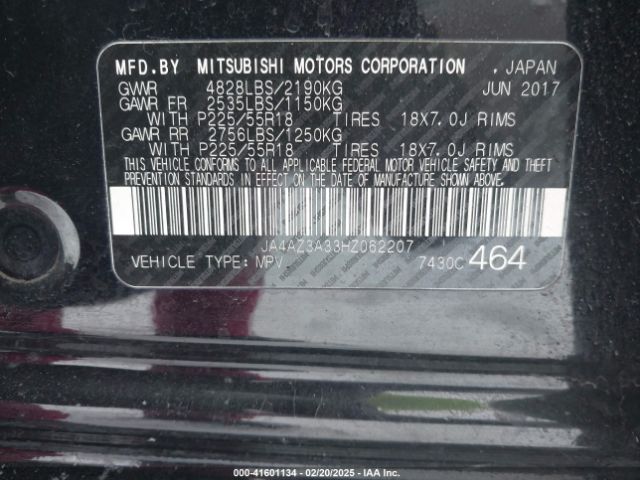 MFD.BY MITSUBISHI MOTORS CORPORATION , JAPAN
GVWR 4828LBS/2190KG JUN 2017
GAWR FR 2535LBS/1150KG
WITH P225/55R18 TIRES 18X7.0J RIMS
GAWR RR 2756LBS/1250KG
WITH P225/55R18 TIRES 18X7.0J RIMS
THIS VEHICLE CONFORMS TO ALL APPLICABLE FEDERAL MOTOR VEHICLE SAFETY AND THEFT
PREVENTION STANDARDS IN EFFECT ON THE DATE OF MANUFACTURE SHOWN ABOVE.
JA4AZ3A33HZ062207
VEHICLE TYPE: MPV 7430C 464
000-41601134 - 02/20/2025 - IAA Inc.